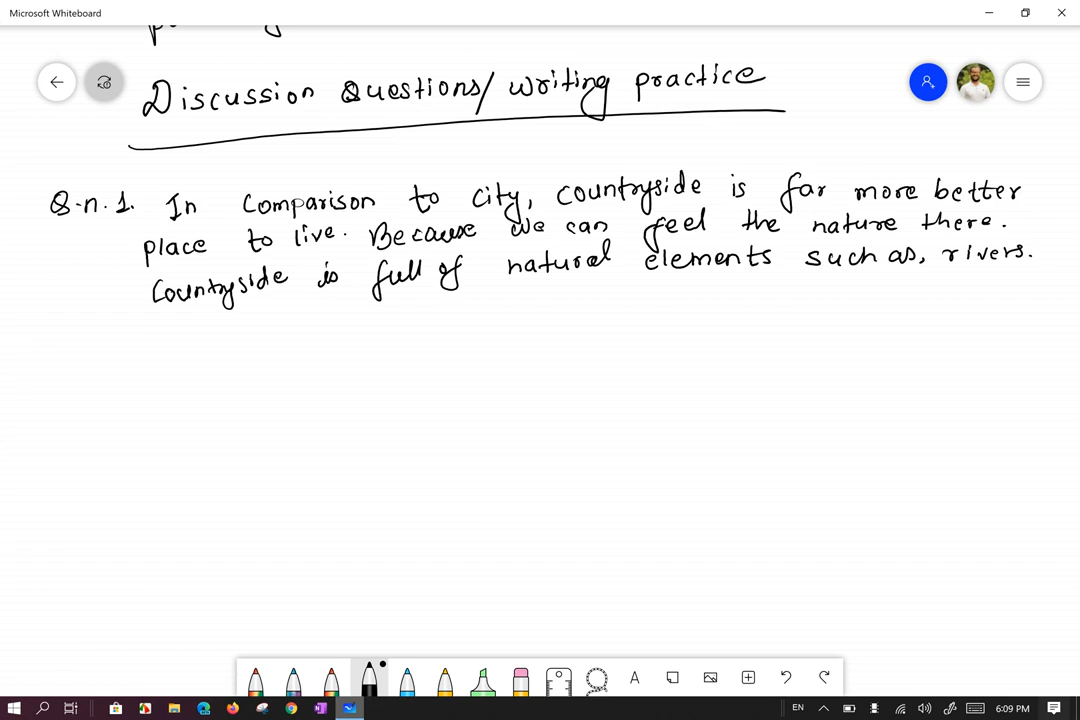 Microsoft Whiteboard
Discussion Questions/ writing practice
Q.n.1. In comparison to city, countryside is far more better
place to live. Because we can feel the nature there.
Countryside is full of natural elements such as, rivers.
A
EN
6:09 PM